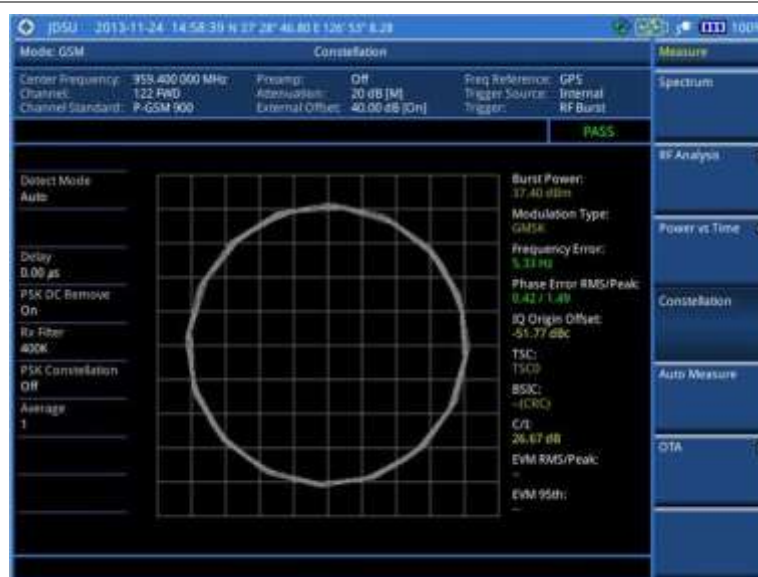 JDSU 2013-11-24 14:58:39 N 37° 28' 46.80 E 126° 53' 8.28 100%
Mode: GSM Constellation Measure
Center Frequency: 959.400 000 MHz Preamp: Off Freq Reference: GPS
Channel: 122 FWD Attenuation: 20 dB [M] Trigger Source: Internal
Channel Standard: P-GSM 900 External Offset: 40.00 dB [On] Trigger: RF Burst
PASS
Spectrum
RF Analysis
Power vs Time
Constellation
Auto Measure
OTA
Detect Mode
Auto
Delay
0.00 µs
PSK DC Remove
On
Rx Filter
400K
PSK Constellation
Off
Average
1
Burst Power:
37.40 dBm
Modulation Type:
GMSK
Frequency Error:
5.33 Hz
Phase Error RMS/Peak:
0.42 / 1.49
IQ Origin Offset:
-51.77 dBc
TSC:
TSC0
BSIC:
--(CRC)
C/I:
26.67 dB
EVM RMS/Peak:
--
EVM 95th:
--